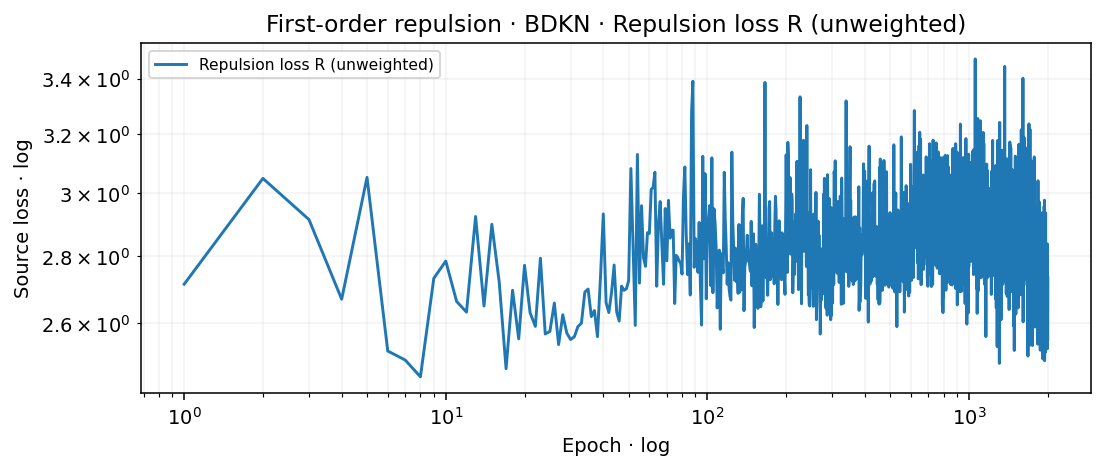 First-order repulsion · BDKN · Repulsion loss R (unweighted)
Repulsion loss R (unweighted)
Source loss · log
3.4 × 10⁰
3.2 × 10⁰
3 × 10⁰
2.8 × 10⁰
2.6 × 10⁰
10⁰ 10¹ 10² 10³
Epoch · log